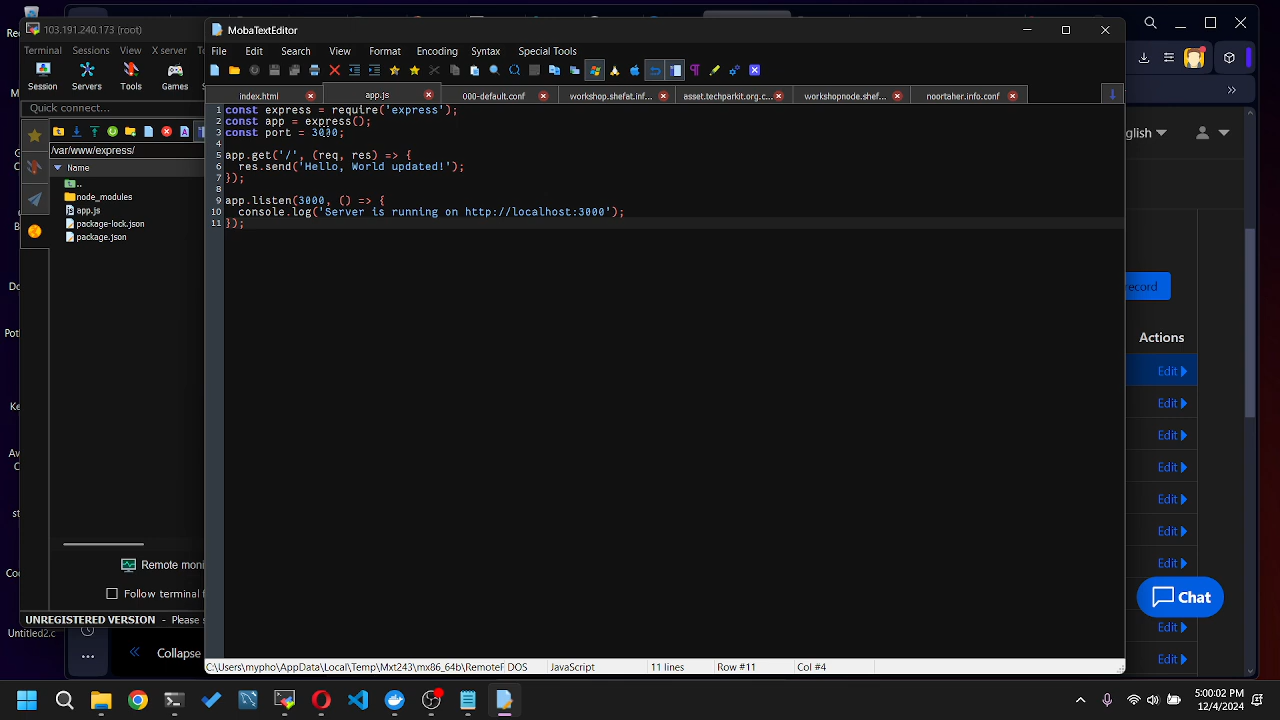 103.191.240.173 (root)
Terminal Sessions View X server
Session Servers Tools Games
Quick connect...
/var/www/express/
Name
..
node_modules
app.js
package-lock.json
package.json
Remote moni
Follow terminal f
UNREGISTERED VERSION - Please s
Untitled2.c
Collapse
MobaTextEditor
File Edit Search View Format Encoding Syntax Special Tools
index.html app.js 000-default.conf workshop.shefat.inf... asset.techparkit.org.c... workshopnode.shef... noortaher.info.conf
1 const express = require('express');
2 const app = express();
3 const port = 3000;
4
5 app.get('/', (req, res) => {
6 res.send('Hello, World updated!');
7 });
8
9 app.listen(3000, () => {
10 console.log('Server is running on http://localhost:3000');
11 });
C:\Users\mypho\AppData\Local\Temp\Mxt243\mx86_64b\RemoteF DOS JavaScript 11 lines Row #11 Col #4
glish
record
Actions
Edit
Edit
Edit
Edit
Edit
Edit
Edit
Chat
Edit
Edit
5:00:02 PM
12/4/2024